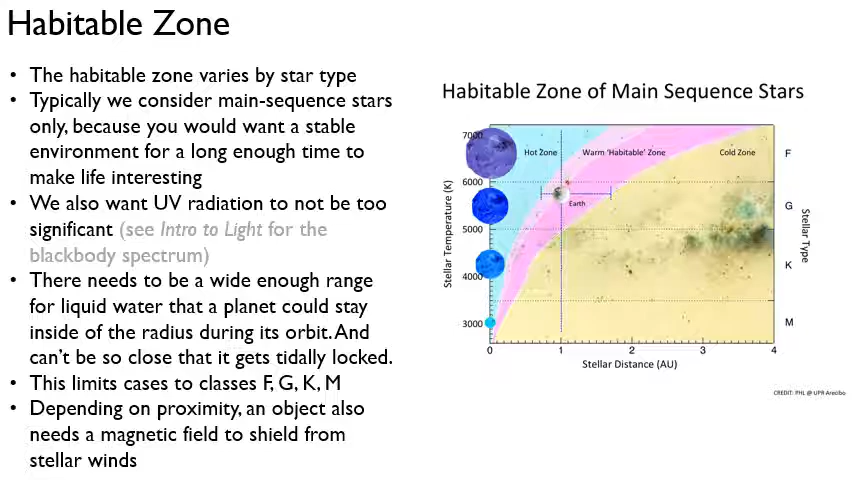 Habitable Zone
• The habitable zone varies by star type
• Typically we consider main-sequence stars
only, because you would want a stable
environment for a long enough time to
make life interesting
• We also want UV radiation to not be too
significant (see Intro to Light for the
blackbody spectrum)
• There needs to be a wide enough range
for liquid water that a planet could stay
inside of the radius during its orbit. And
can't be so close that it gets tidally locked.
• This limits cases to classes F, G, K, M
• Depending on proximity, an object also
needs a magnetic field to shield from
stellar winds
Habitable Zone of Main Sequence Stars
7000
Hot Zone
Warm 'Habitable' Zone
Cold Zone
F
6000
Earth
G
5000
K
4000
3000
M
Stellar Temperature (K)
Stellar Type
0 1 2 3 4
Stellar Distance (AU)
CREDIT: PHL @ UPR Arecibo